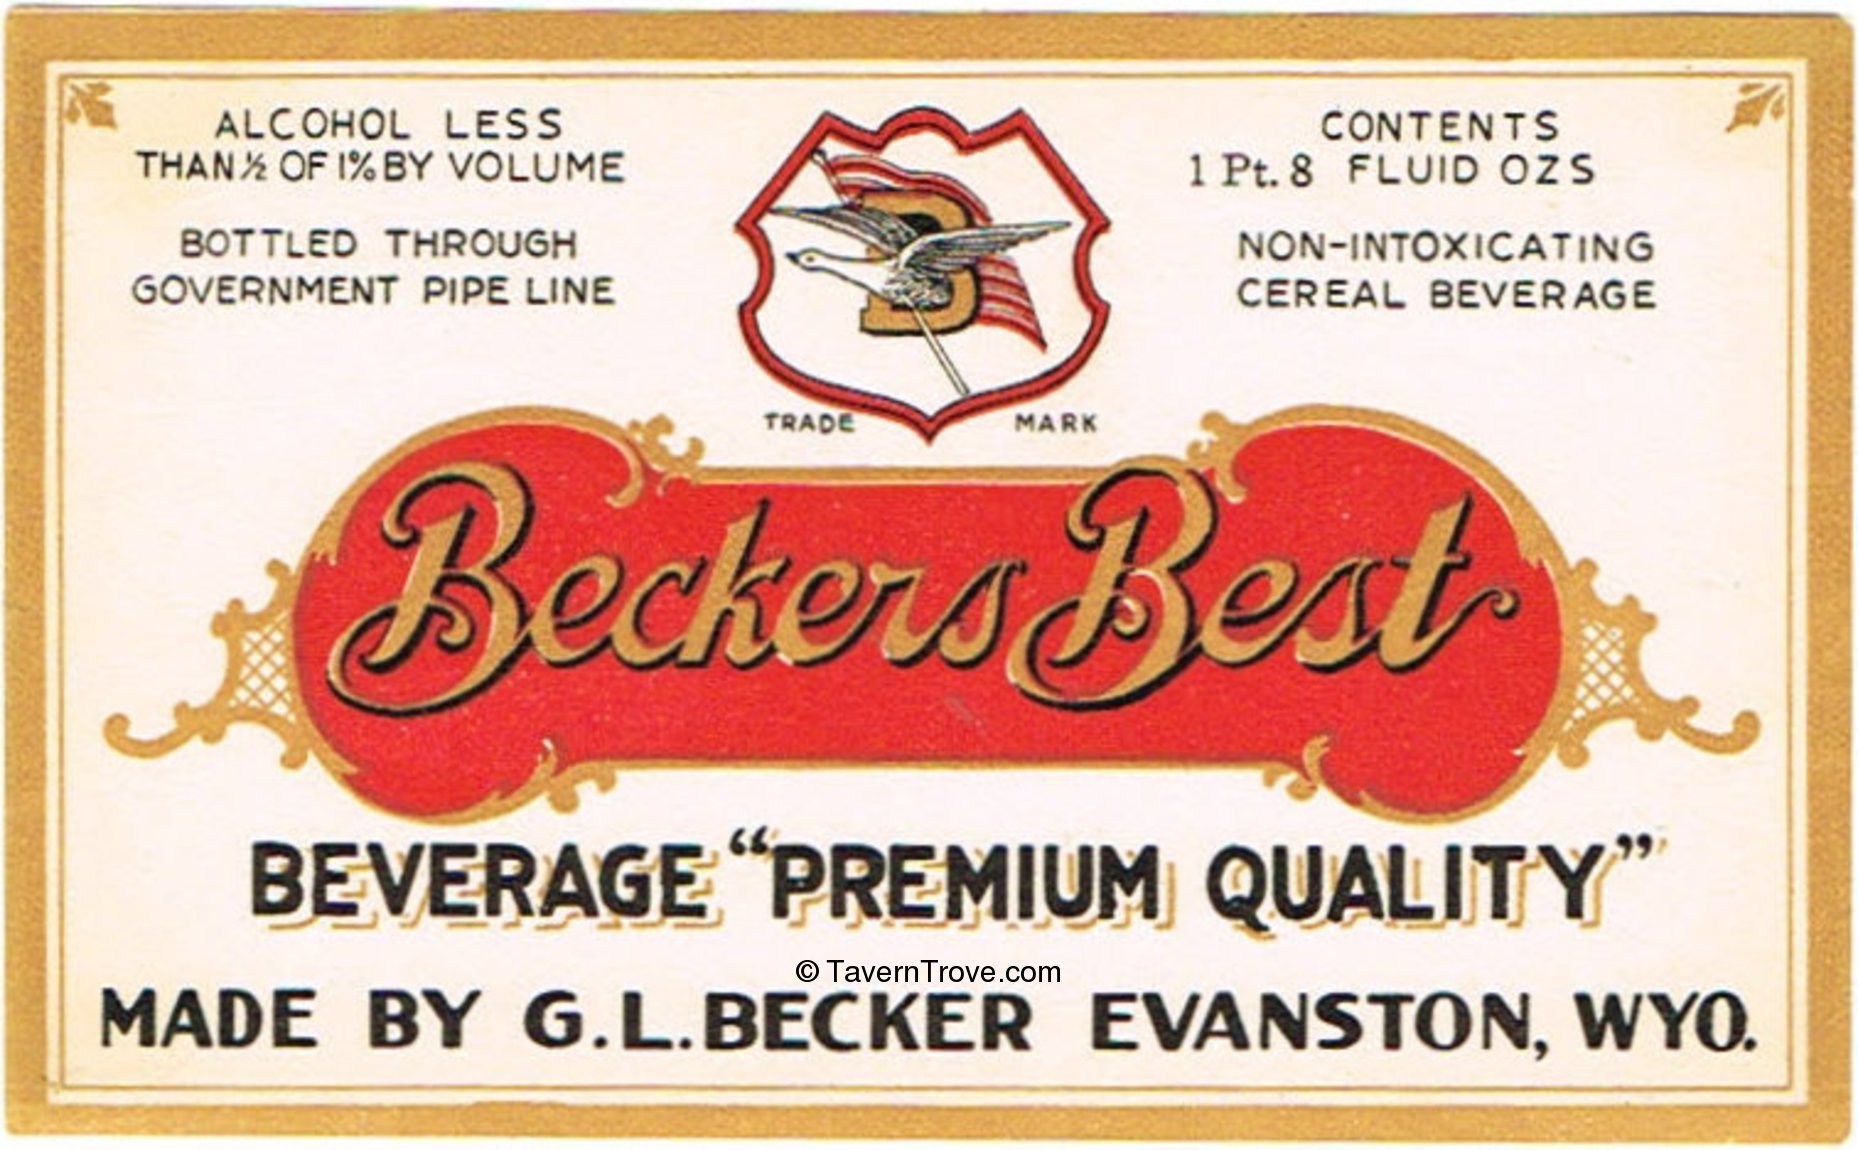 ALCOHOL LESS
THAN ½ OF 1% BY VOLUME
BOTTLED THROUGH
GOVERNMENT PIPE LINE
B
TRADE MARK
CONTENTS
1 Pt. 8 FLUID OZS
NON-INTOXICATING
CEREAL BEVERAGE
Beckers Best
BEVERAGE “PREMIUM QUALITY”
© TavernTrove.com
MADE BY G.L. BECKER EVANSTON, WYO.